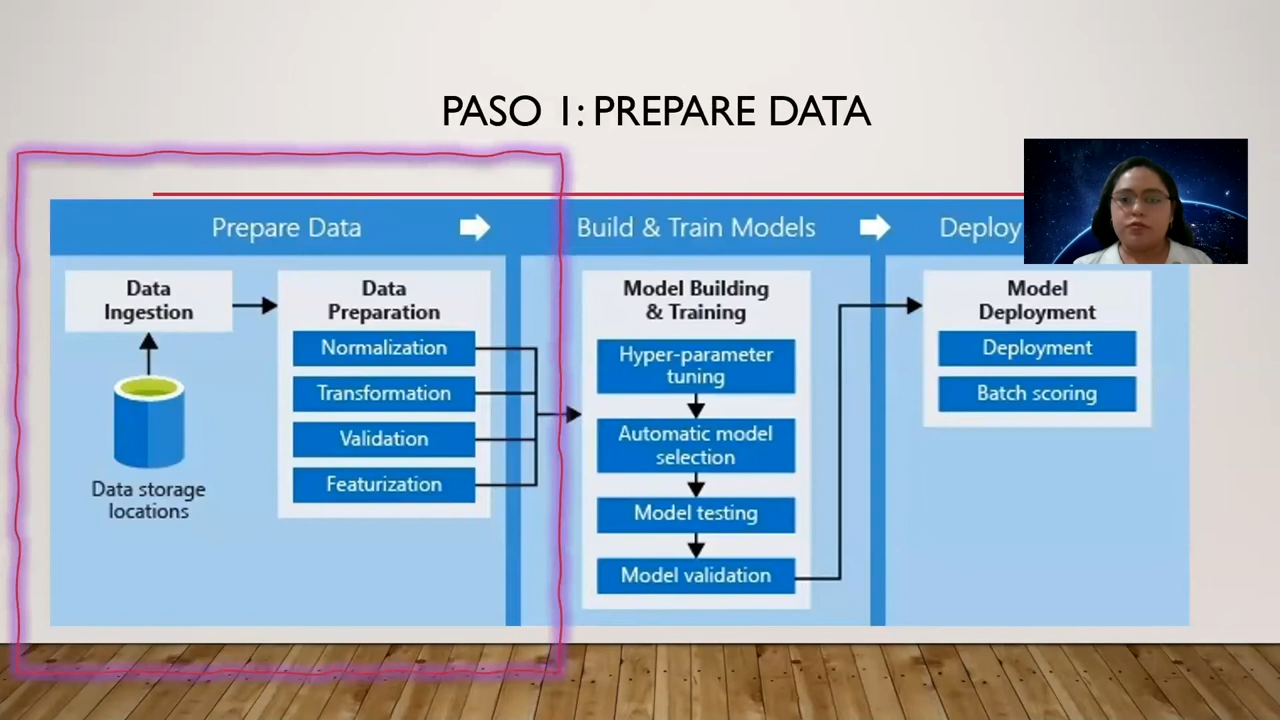 PASO 1: PREPARE DATA
Prepare Data
Build & Train Models
Deploy
Data
Ingestion
Data storage
locations
Data
Preparation
Normalization
Transformation
Validation
Featurization
Model Building
& Training
Hyper-parameter
tuning
Automatic model
selection
Model testing
Model validation
Model
Deployment
Deployment
Batch scoring